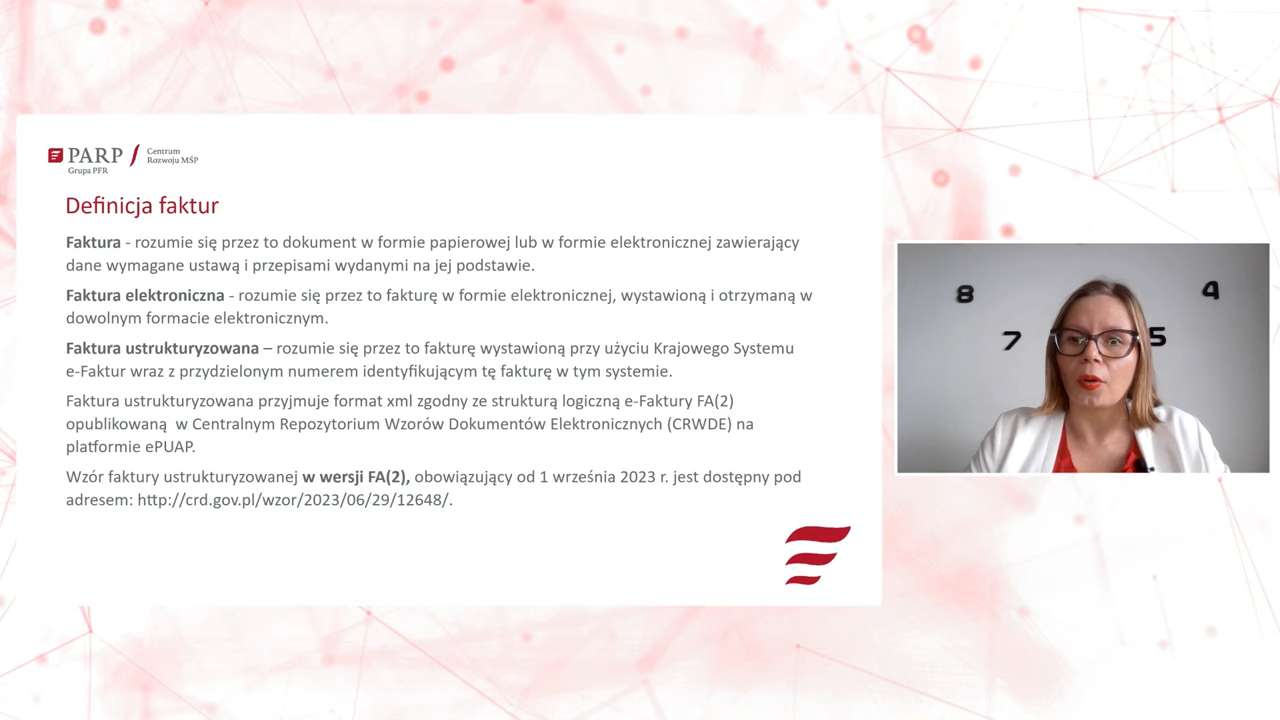 PARP
Grupa PFR
Centrum
Rozwoju MŚP
Definicja faktur
Faktura - rozumie się przez to dokument w formie papierowej lub w formie elektronicznej zawierający
dane wymagane ustawą i przepisami wydanymi na jej podstawie.
Faktura elektroniczna - rozumie się przez to fakturę w formie elektronicznej, wystawioną i otrzymaną w
dowolnym formacie elektronicznym.
Faktura ustrukturyzowana – rozumie się przez to fakturę wystawioną przy użyciu Krajowego Systemu
e-Faktur wraz z przydzielonym numerem identyfikującym tę fakturę w tym systemie.
Faktura ustrukturyzowana przyjmuje format xml zgodny ze strukturą logiczną e-Faktury FA(2)
opublikowaną w Centralnym Repozytorium Wzorów Dokumentów Elektronicznych (CRWDE) na
platformie ePUAP.
Wzór faktury ustrukturyzowanej w wersji FA(2), obowiązujący od 1 września 2023 r. jest dostępny pod
adresem: http://crd.gov.pl/wzor/2023/06/29/12648/.
8
4
7
5